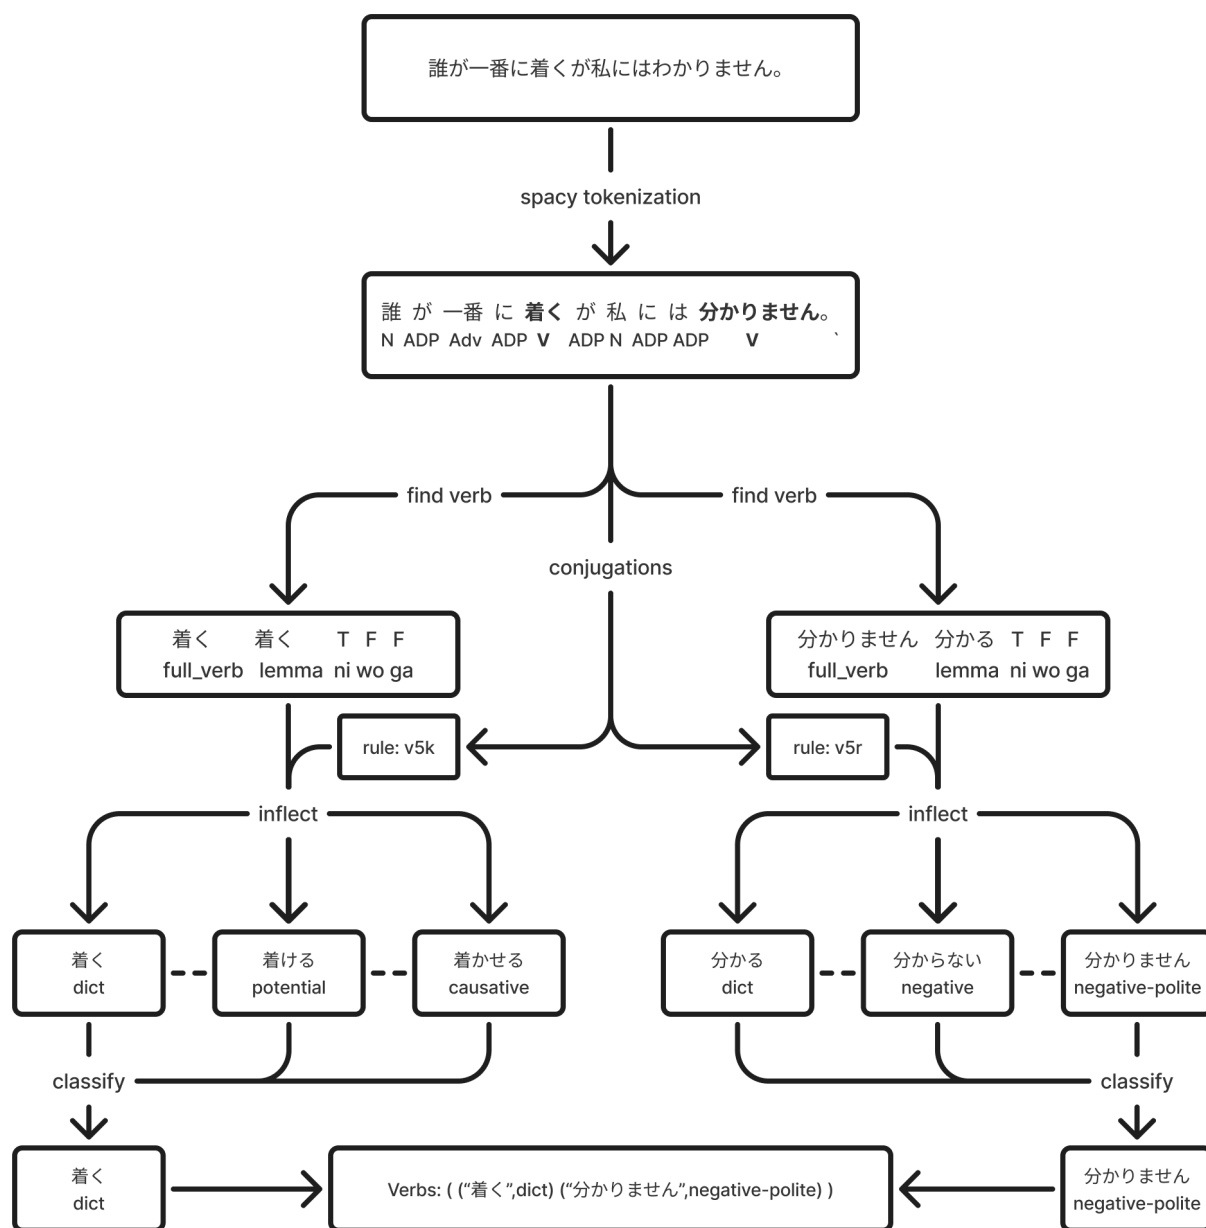 誰が一番に着くが私にはわかりません。
spacy tokenization
誰 が 一番 に 着く が 私 に は 分かりません。
N ADP Adv ADP V ADP N ADP ADP V `
find verb
find verb
conjugations
着く 着く T F F
full_verb lemma ni wo ga
分かりません 分かる T F F
full_verb lemma ni wo ga
rule: v5k
rule: v5r
inflect
inflect
着く
dict
着ける
potential
着かせる
causative
分かる
dict
分からない
negative
分かりません
negative-polite
classify
classify
着く
dict
Verbs: ( (“着く”,dict) (“分かりません”,negative-polite) )
分かりません
negative-polite